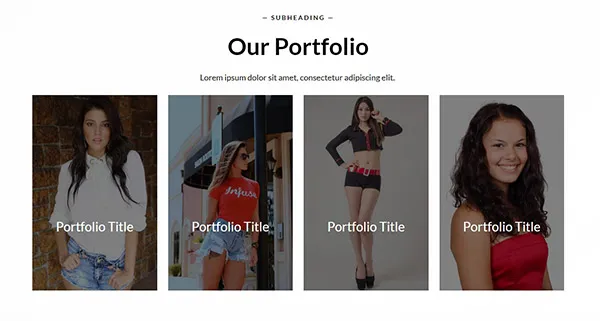 — SUBHEADING —
Our Portfolio
Lorem ipsum dolor sit amet, consectetur adipiscing elit.
Infuse
Portfolio Title
Portfolio Title
Portfolio Title
Portfolio Title